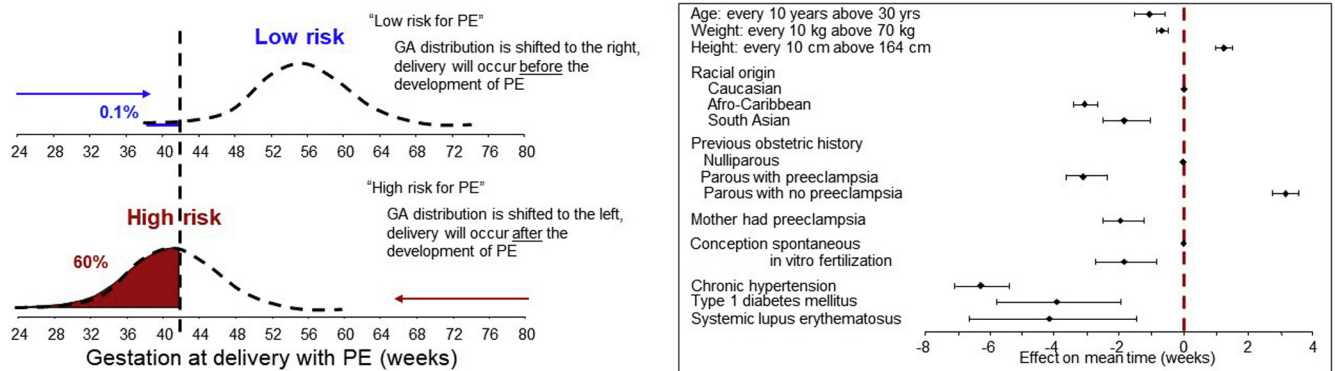 “Low risk for PE”
Low risk
GA distribution is shifted to the right,
delivery will occur before the
development of PE
0.1%
24 28 32 36 40 44 48 52 56 60 64 68 72 76 80
“High risk for PE”
High risk
GA distribution is shifted to the left,
delivery will occur after the
development of PE
60%
24 28 32 36 40 44 48 52 56 60 64 68 72 76 80
Gestation at delivery with PE (weeks)
Age: every 10 years above 30 yrs
Weight: every 10 kg above 70 kg
Height: every 10 cm above 164 cm
Racial origin
Caucasian
Afro-Caribbean
South Asian
Previous obstetric history
Nulliparous
Parous with preeclampsia
Parous with no preeclampsia
Mother had preeclampsia
Conception spontaneous
in vitro fertilization
Chronic hypertension
Type 1 diabetes mellitus
Systemic lupus erythematosus
-8 -6 -4 -2 0 2 4
Effect on mean time (weeks)